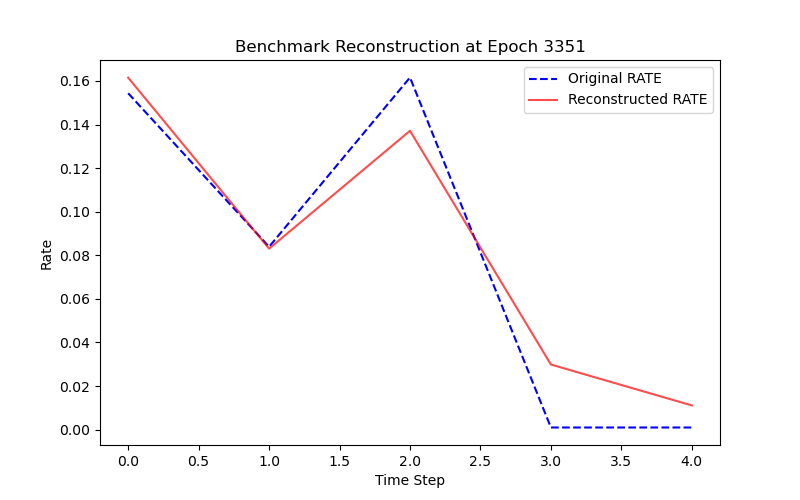 Benchmark Reconstruction at Epoch 3351
Original RATE
Reconstructed RATE
Rate
0.16
0.14
0.12
0.10
0.08
0.06
0.04
0.02
0.00
0.0 0.5 1.0 1.5 2.0 2.5 3.0 3.5 4.0
Time Step